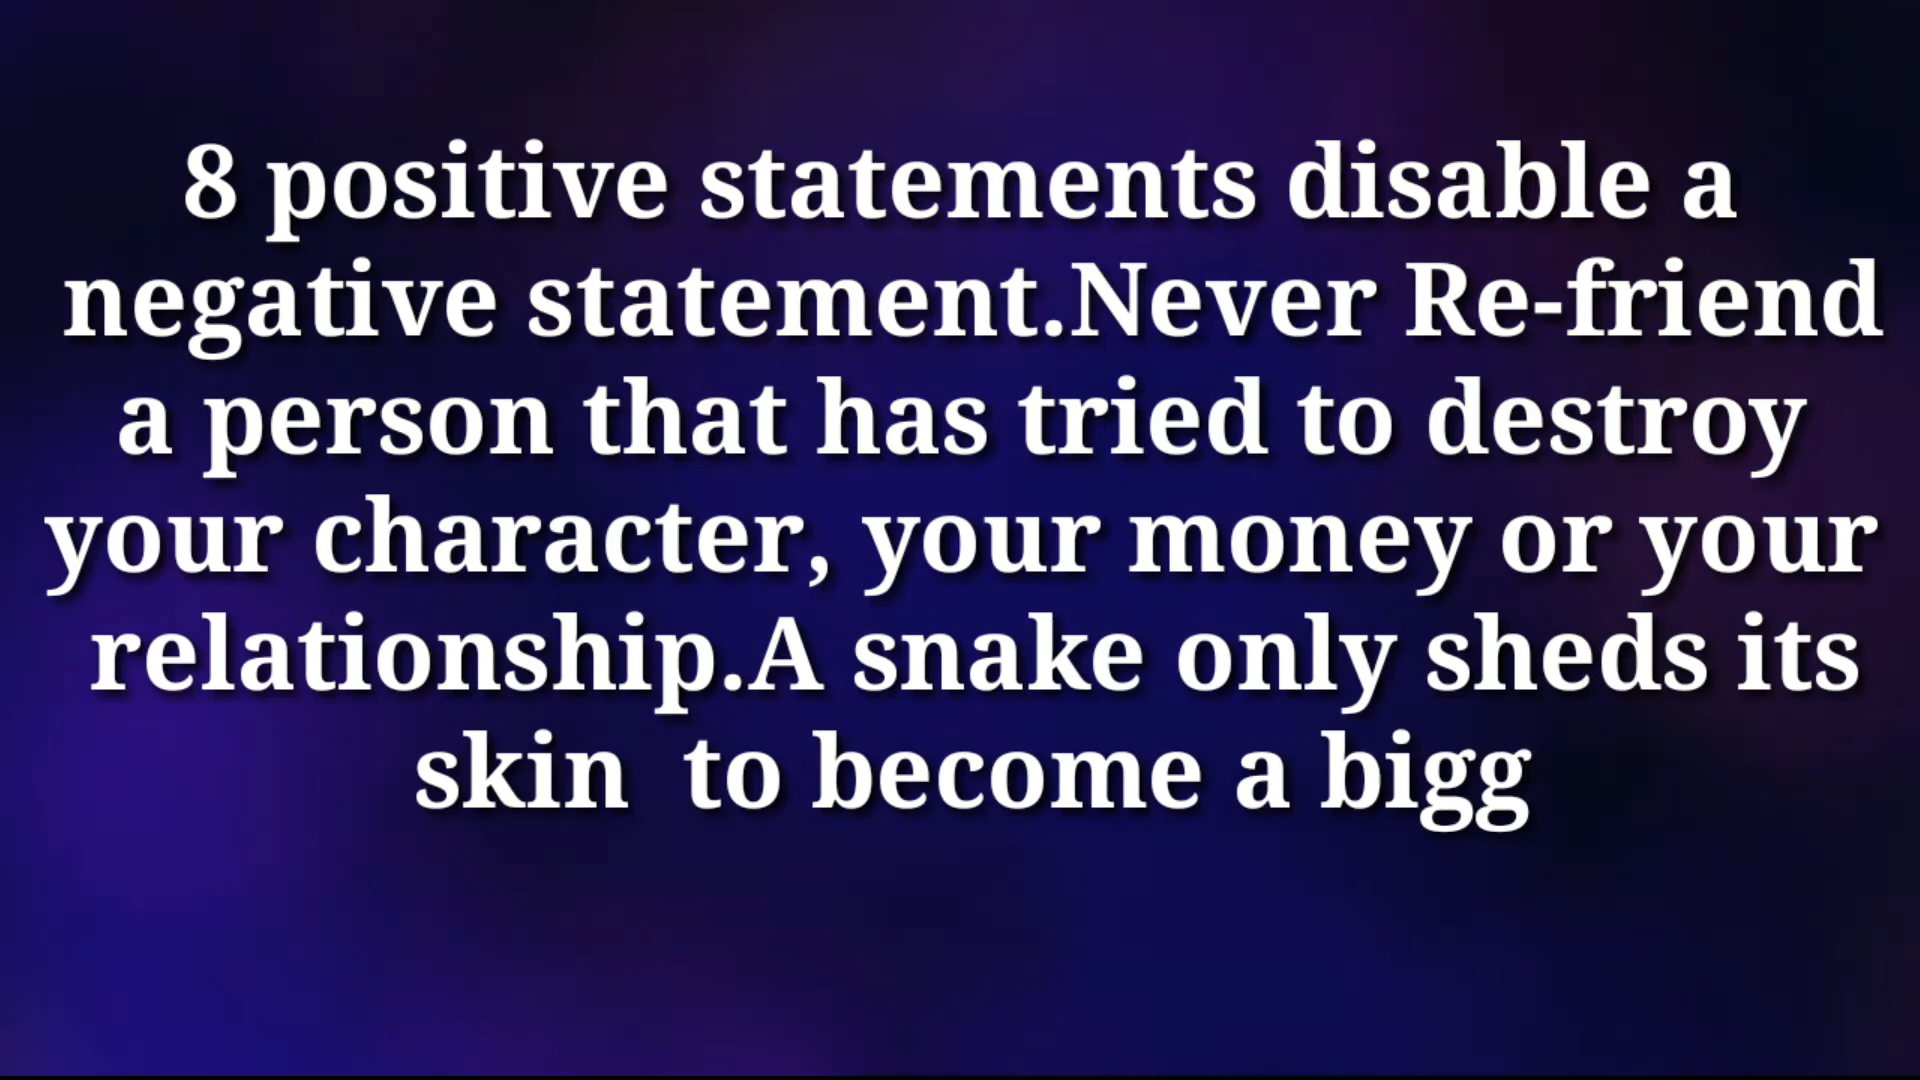 8 positive statements disable a
negative statement.Never Re-friend
a person that has tried to destroy
your character, your money or your
relationship.A snake only sheds its
skin  to become a bigg